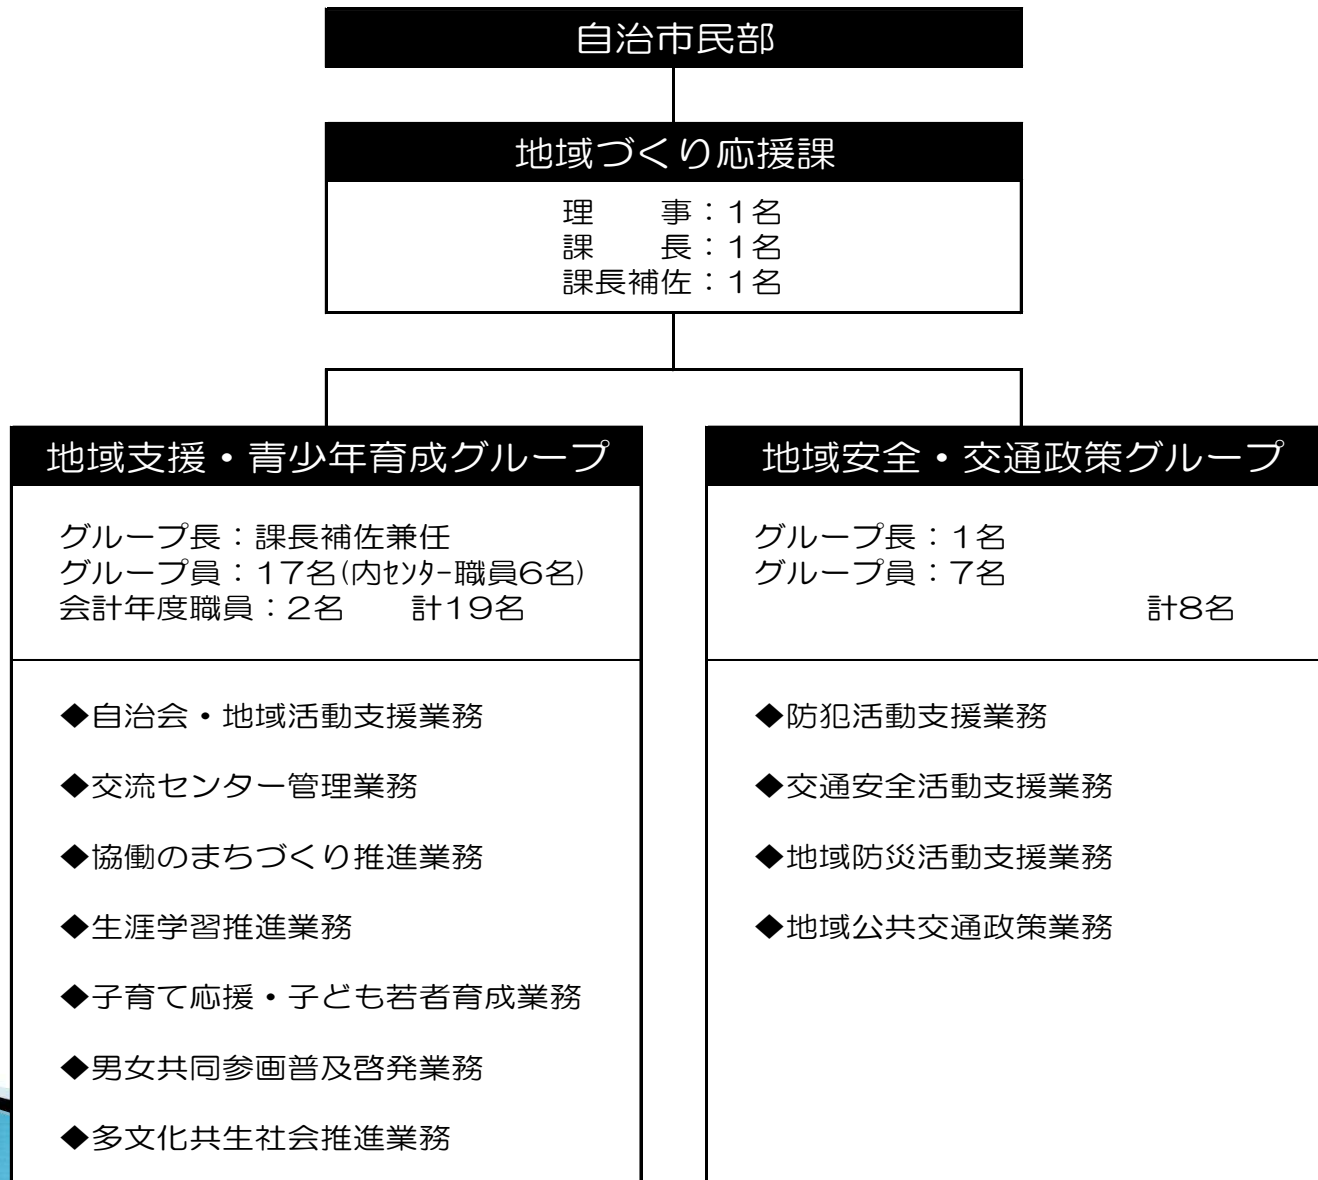 自治市民部
地域づくり応援課
理　　事：1名
課　　長：1名
課長補佐：1名
地域支援・青少年育成グループ
グループ長：課長補佐兼任
グループ員：17名(内ｾﾝﾀｰ職員6名)
会計年度職員：2名　　計19名
◆自治会・地域活動支援業務
◆交流センター管理業務
◆協働のまちづくり推進業務
◆生涯学習推進業務
◆子育て応援・子ども若者育成業務
◆男女共同参画普及啓発業務
◆多文化共生社会推進業務
地域安全・交通政策グループ
グループ長：1名
グループ員：7名
計8名
◆防犯活動支援業務
◆交通安全活動支援業務
◆地域防災活動支援業務
◆地域公共交通政策業務